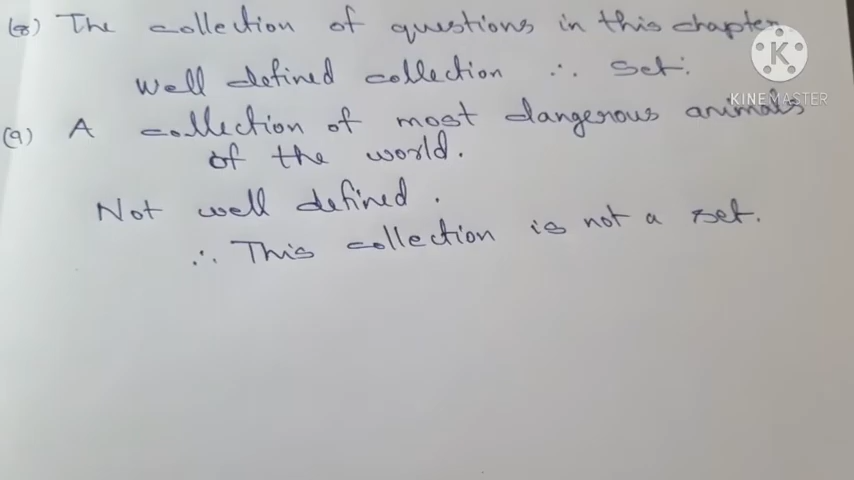 (8) The collection of questions in this chapter
Well defined collection ∴ set.
(9) A collection of most dangerous animals
of the world.
Not well defined.
∴ This collection is not a set.
K
KINEMASTER